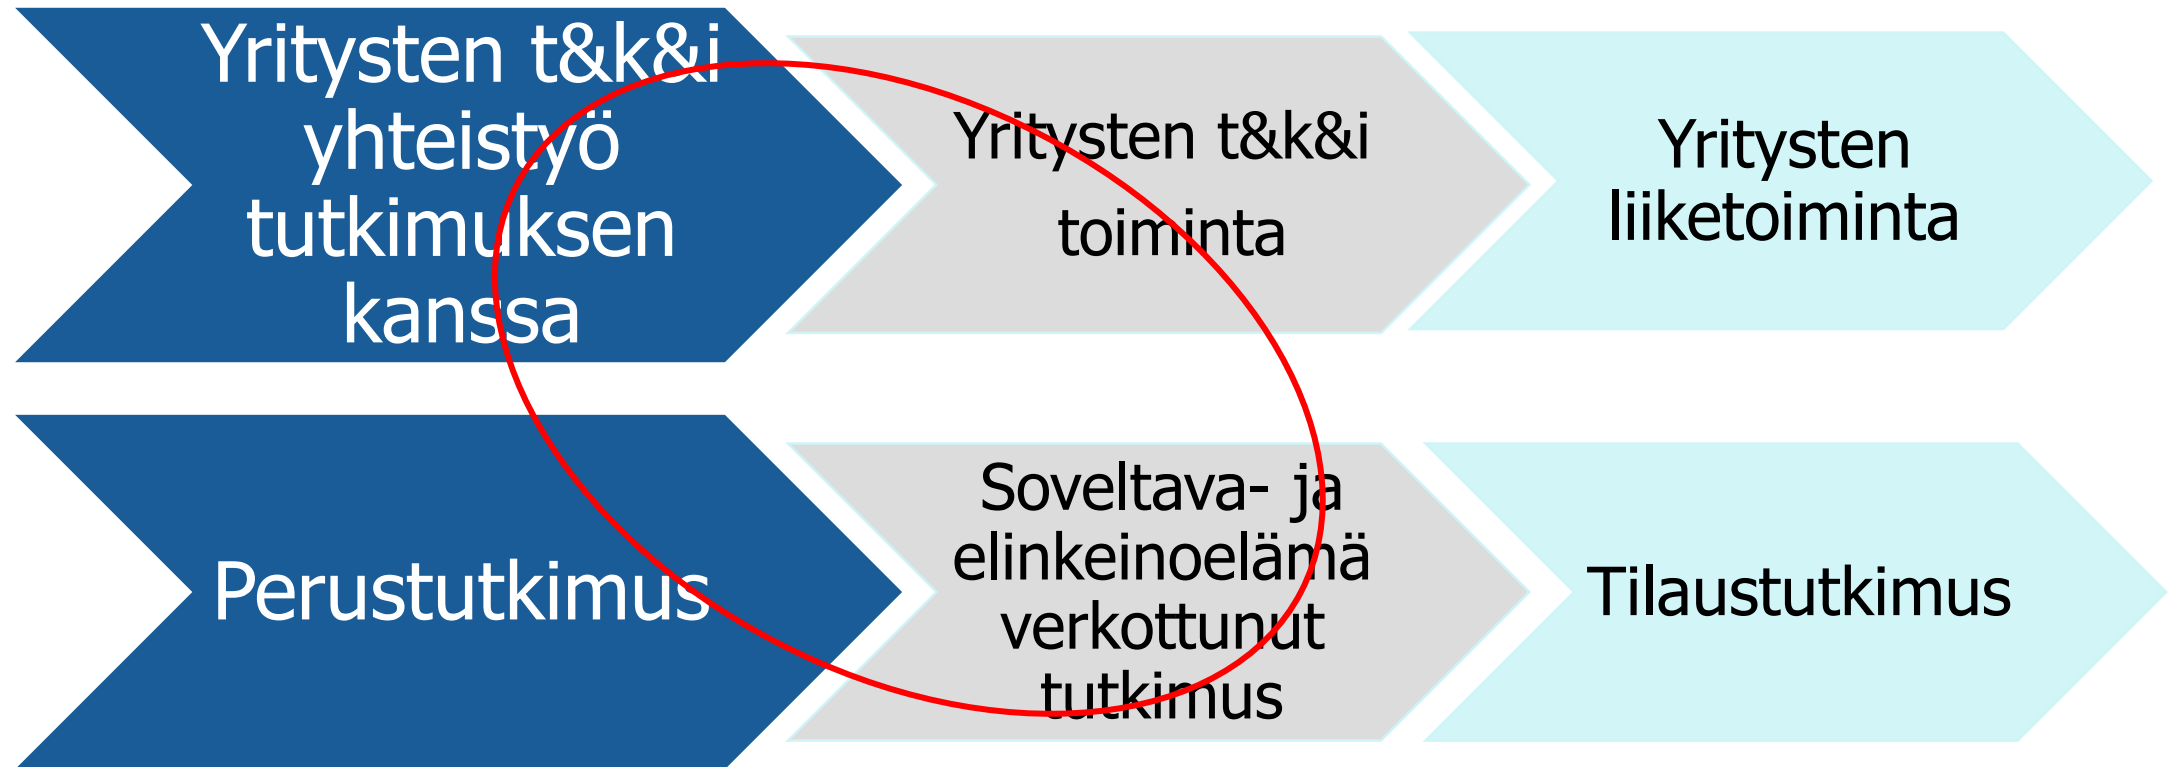 Yritysten t&k&i
yhteistyö
tutkimuksen
kanssa
Yritysten t&k&i
toiminta
Yritysten
liiketoiminta
Perustutkimus
Soveltava- ja
elinkeinoelämä
verkottunut
tutkimus
Tilaustutkimus